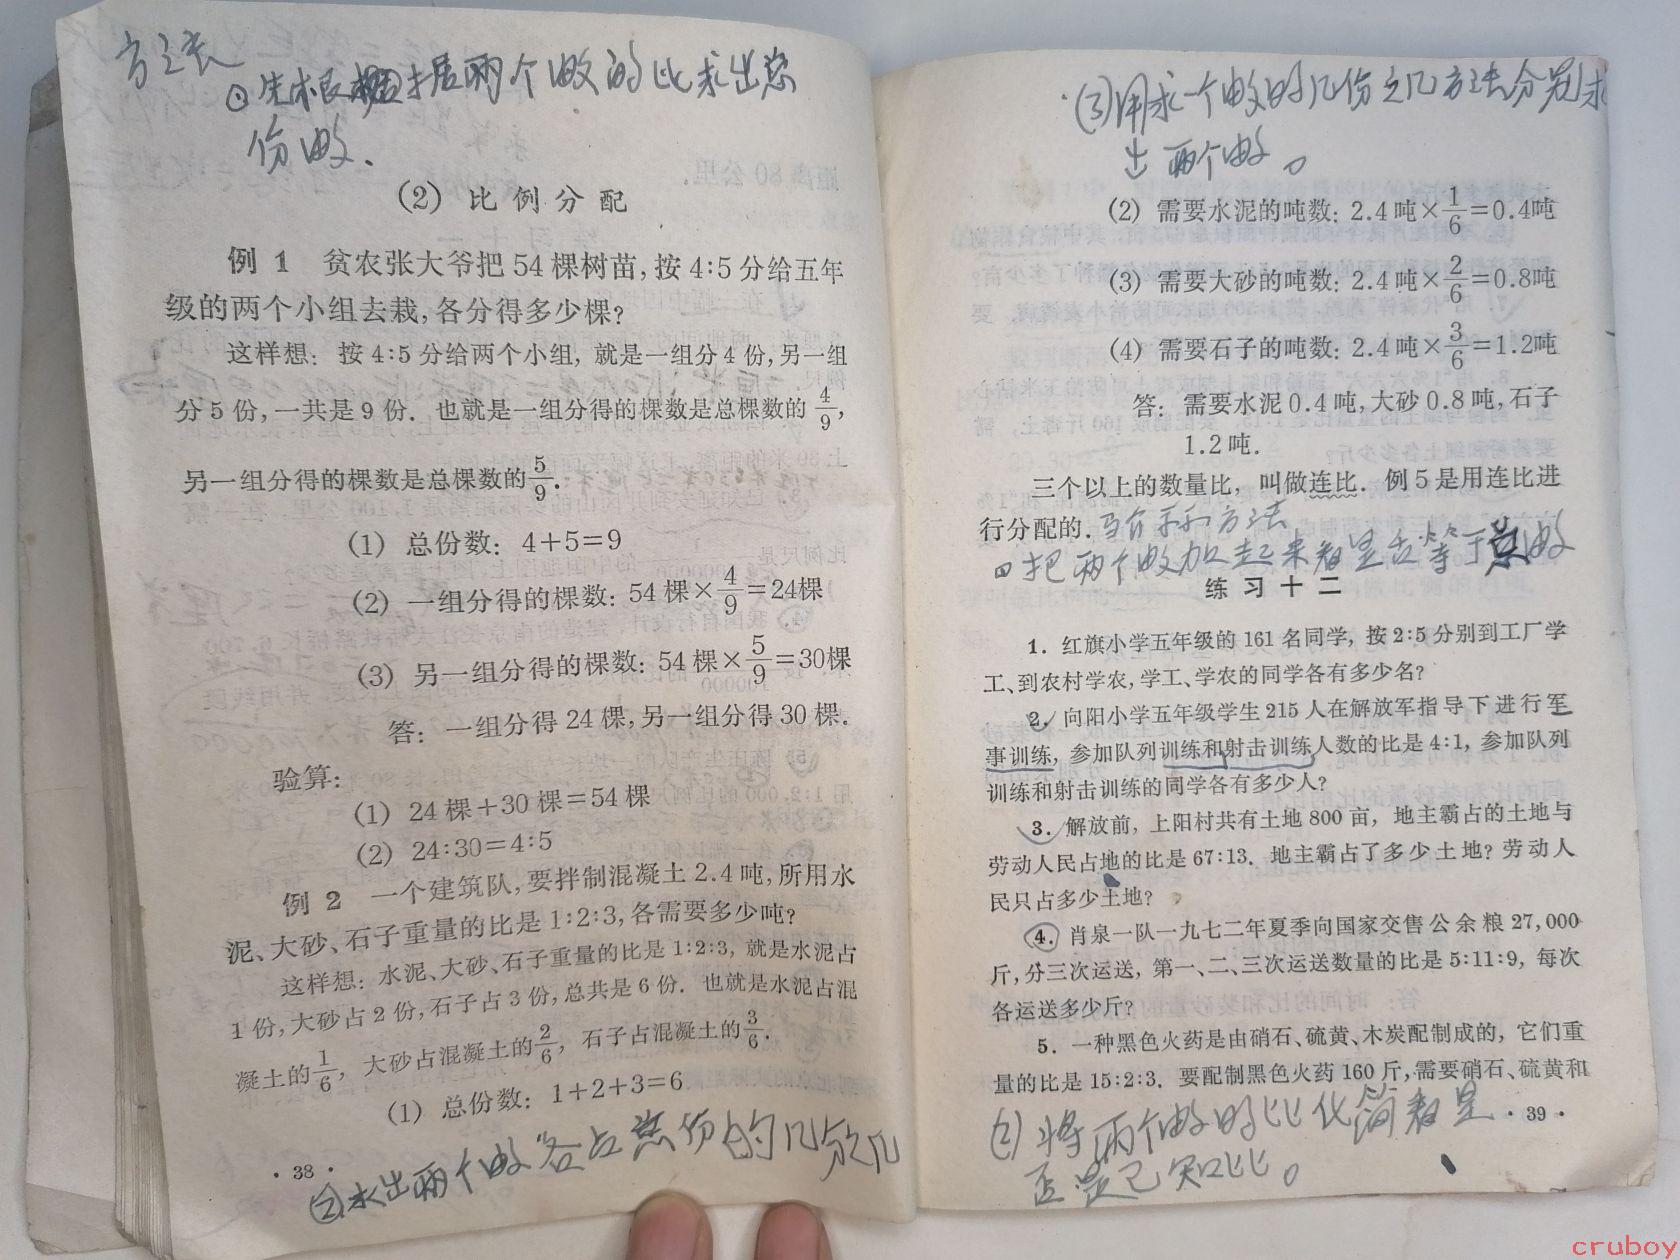 方法
①先根据两个数的比求出总
份数.
(2) 比例分配
例 1 贫农张大爷把 54 棵树苗, 按 4:5 分给五年
级的两个小组去栽, 各分得多少棵?
这样想: 按 4:5 分给两个小组, 就是一组分 4 份, 另一组
分 5 份, 一共是 9 份. 也就是一组分得的棵数是总棵数的 4/9,
另一组分得的棵数是总棵数的 5/9.
(1) 总份数: 4+5=9
(2) 一组分得的棵数: 54 棵×4/9=24棵
(3) 另一组分得的棵数: 54 棵×5/9=30棵
答: 一组分得 24 棵, 另一组分得 30 棵.
验算:
(1) 24 棵+30 棵=54 棵
(2) 24:30=4:5
例 2 一个建筑队, 要拌制混凝土 2.4 吨, 所用水
泥、大砂、石子重量的比是 1:2:3, 各需要多少吨?
这样想: 水泥、大砂、石子重量的比是 1:2:3, 就是水泥占
1 份, 大砂占 2 份, 石子占 3 份, 总共是 6 份. 也就是水泥占混
凝土的 1/6, 大砂占混凝土的 2/6, 石子占混凝土的 3/6.
(1) 总份数: 1+2+3=6
②求出两个数各占总份的几分之几
· 38 ·
(3)用求一个数的几份之几方法分别求
出两个数。
(2) 需要水泥的吨数: 2.4 吨×1/6=0.4吨
(3) 需要大砂的吨数: 2.4 吨×2/6=0.8吨
(4) 需要石子的吨数: 2.4 吨×3/6=1.2吨
答: 需要水泥 0.4 吨, 大砂 0.8 吨, 石子
1.2 吨.
三个以上的数量比, 叫做连比. 例 5 是用连比进
行分配的. 方法
把两个数加起来看是否等于总数
练习十二
1. 红旗小学五年级的 161 名同学, 按 2:5 分别到工厂学
工、到农村学农, 学工、学农的同学各有多少名?
2. 向阳小学五年级学生 215 人在解放军指导下进行军
事训练, 参加队列训练和射击训练人数的比是 4:1, 参加队列
训练和射击训练的同学各有多少人?
3. 解放前, 上阳村共有土地 800 亩, 地主霸占的土地与
劳动人民占地的比是 67:13. 地主霸占了多少土地? 劳动人
民只占多少土地?
4. 肖泉一队一九七二年夏季向国家交售公余粮 27,000
斤, 分三次运送, 第一、二、三次运送数量的比是 5:11:9, 每次
各运送多少斤?
5. 一种黑色火药是由硝石、硫黄、木炭配制成的, 它们重
量的比是 15:2:3. 要配制黑色火药 160 斤, 需要硝石、硫黄和
(2)将两个数的比化简看是
否是已知比。
· 39 ·
cruboy